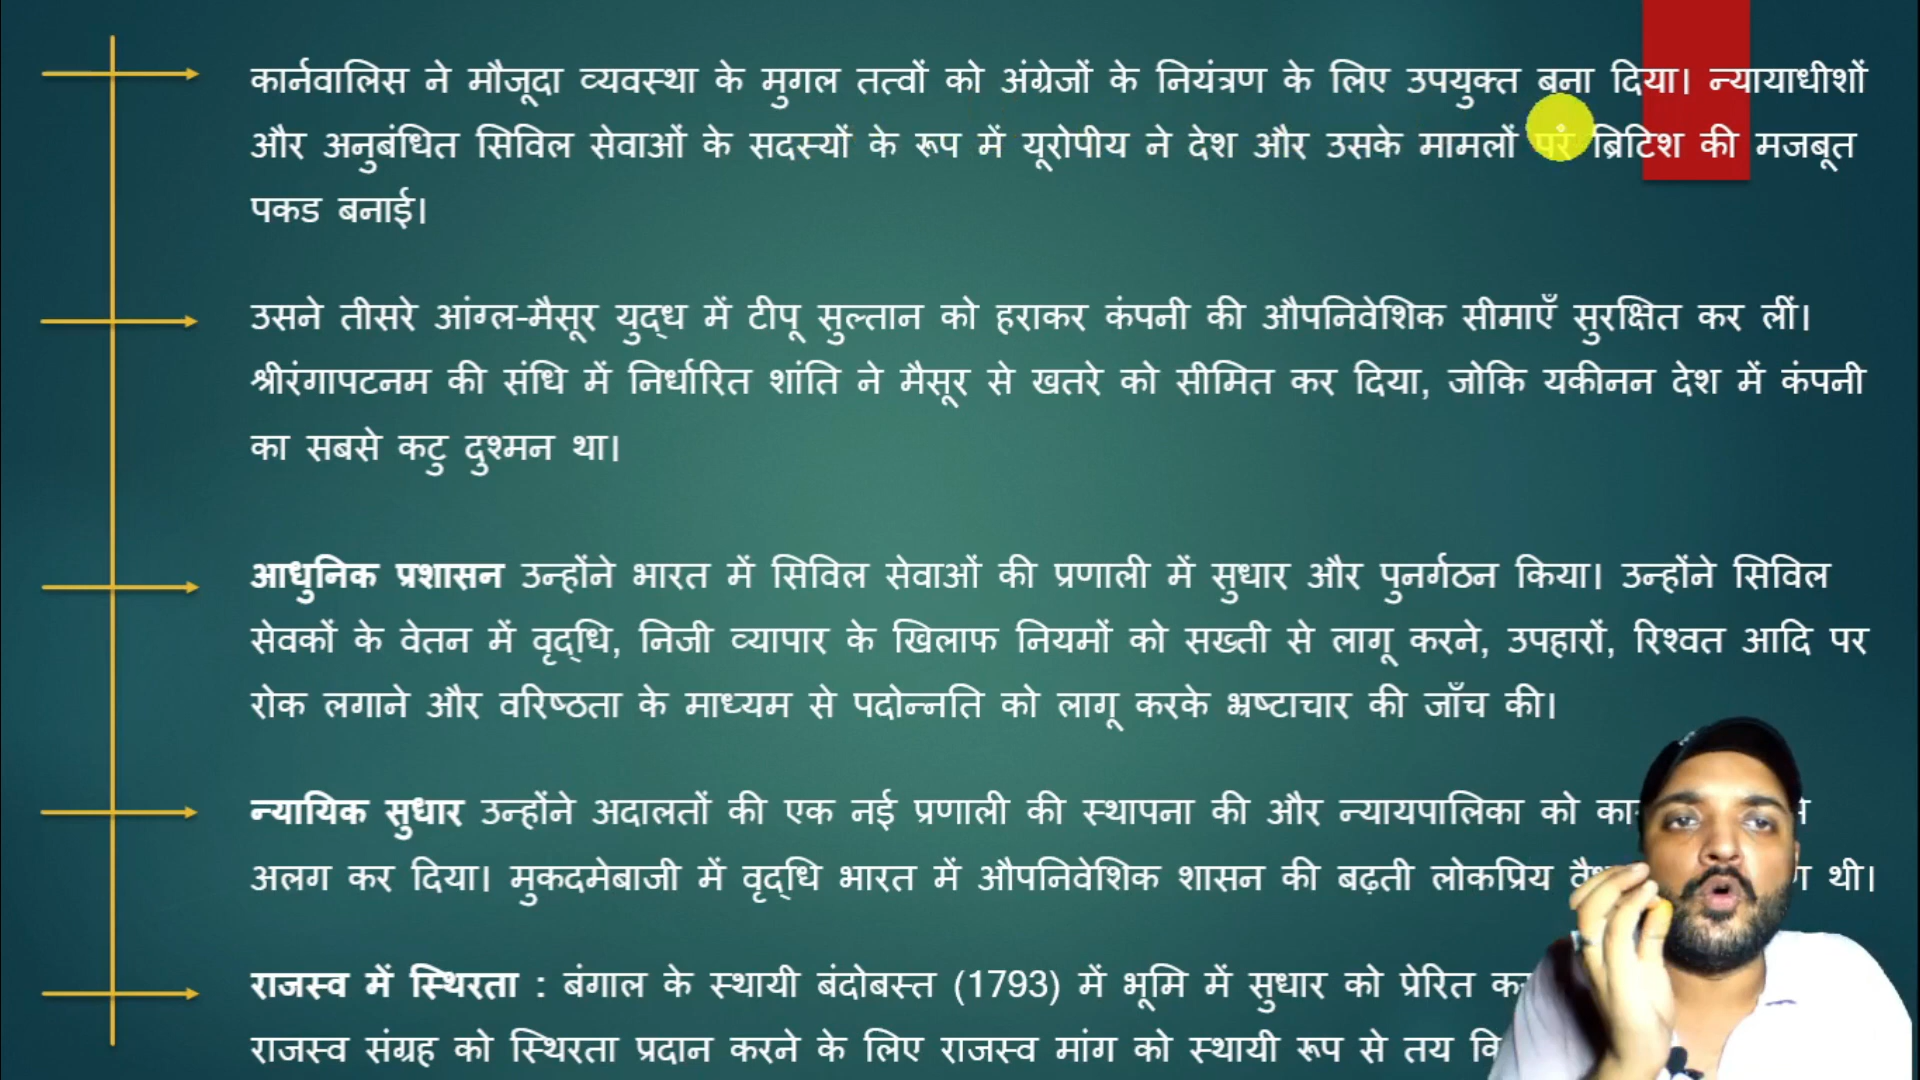 कार्नवालिस ने मौजूदा व्यवस्था के मुगल तत्वों को अंग्रेजों के नियंत्रण के लिए उपयुक्त बना दिया। न्यायाधीशों
और अनुबंधित सिविल सेवाओं के सदस्यों के रूप में यूरोपीय ने देश और उसके मामलों पर ब्रिटिश की मजबूत
पकड बनाई।
उसने तीसरे आंग्ल-मैसूर युद्ध में टीपू सुल्तान को हराकर कंपनी की औपनिवेशिक सीमाएँ सुरक्षित कर लीं।
श्रीरंगापटनम की संधि में निर्धारित शांति ने मैसूर से खतरे को सीमित कर दिया, जोकि यकीनन देश में कंपनी
का सबसे कटु दुश्मन था।
आधुनिक प्रशासन उन्होंने भारत में सिविल सेवाओं की प्रणाली में सुधार और पुनर्गठन किया। उन्होंने सिविल
सेवकों के वेतन में वृद्धि, निजी व्यापार के खिलाफ नियमों को सख्ती से लागू करने, उपहारों, रिश्वत आदि पर
रोक लगाने और वरिष्ठता के माध्यम से पदोन्नति को लागू करके भ्रष्टाचार की जाँच की।
न्यायिक सुधार उन्होंने अदालतों की एक नई प्रणाली की स्थापना की और न्यायपालिका को
अलग कर दिया। मुकदमेबाजी में वृद्धि भारत में औपनिवेशिक शासन की बढ़ती लोकप्रिय थी।
राजस्व में स्थिरता : बंगाल के स्थायी बंदोबस्त (1793) में भूमि में सुधार को प्रेरित
राजस्व संग्रह को स्थिरता प्रदान करने के लिए राजस्व मांग को स्थायी रूप से तय